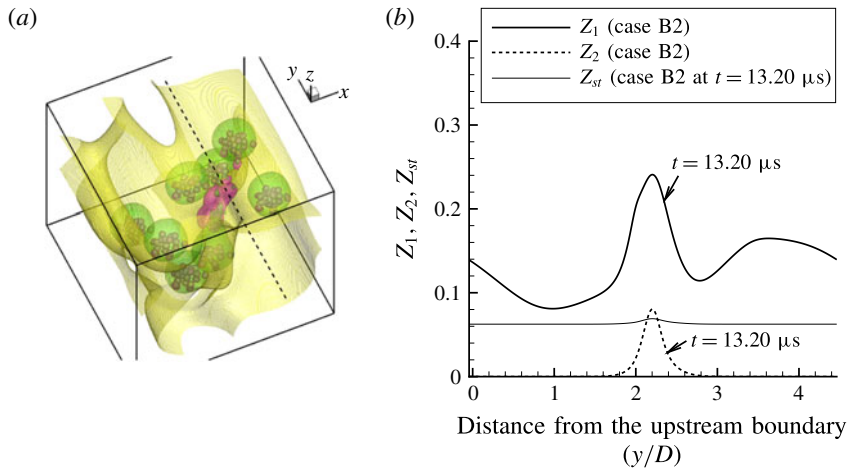 (a)
y
z
x
(b)
Z1 (case B2)
Z2 (case B2)
Zst (case B2 at t = 13.20 μs)
0.4
0.3
0.2
0.1
0
Z1, Z2, Zst
t = 13.20 μs
t = 13.20 μs
0
1
2
3
4
Distance from the upstream boundary
(y/D)